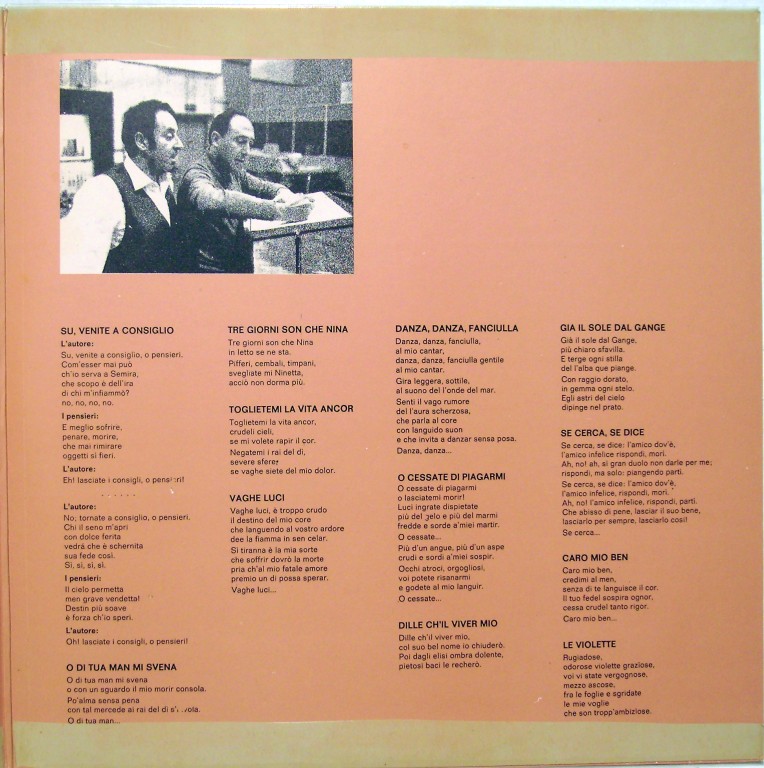 SU, VENITE A CONSIGLIO
L'autore:
Su, venite a consiglio, o pensieri.
Com'esser mai può
ch'io serva a Semira,
che scopo è dell'ira
di chi m'infiammò?
no, no, no, no.
I pensieri:
E meglio sofrire,
penare, morire,
che mai rimirare
oggetti sì fieri.
L'autore:
Eh! lasciate i consigli, o pensieri!
. . . . . .
L'autore:
No, tornate a consiglio, o pensieri.
Chi il seno m'aprì
con dolce ferita
vedrà che è schernita
sua fede così.
Sì, sì, sì, sì.
I pensieri:
Il cielo permetta
men grave vendetta!
Destin più soave
è forza ch'io speri.
L'autore:
Oh! lasciate i consigli, o pensieri!
O DI TUA MAN MI SVENA
O di tua man mi svena
o con un sguardo il mio morir consola.
Po'alma sensa pena
con tal mercede ai rai del dì
O di tua man...
TRE GIORNI SON CHE NINA
Tre giorni son che Nina
in letto se ne sta.
Pifferi, cembali, timpani,
svegliate mi Ninetta,
acciò non dorma più.
TOGLIETEMI LA VITA ANCOR
Toglietemi la vita ancor,
crudeli cieli,
se mi volete rapir il cor.
Negatemi i rai del dì,
severe sfere
se vaghe siete del mio dolor.
VAGHE LUCI
Vaghe luci, è troppo crudo
il destino del mio core
che languendo al vostro ardore
dee la fiamma in sen celar.
Sì tiranna è la mia sorte
che soffrir dovrò la morte
pria ch'al mio fatale amore
premio un dì possa sperar.
Vaghe luci...
DANZA, DANZA, FANCIULLA
Danza, danza, fanciulla,
al mio cantar,
danza, danza, fanciulla gentile
al mio cantar.
Gira leggera, sottile,
al suono del l'onde del mar.
Senti il vago rumore
del l'aura scherzosa,
che parla al core
con languido suon
e che invita a danzar sensa posa.
Danza, danza...
O CESSATE DI PIAGARMI
O cessate di piagarmi
o lasciatemi morir!
Luci ingrate dispietate
più del gelo e più del marmi
fredde e sorde a'miei martir.
O cessate...
Più d'un angue, più d'un aspe
crudi e sordi a'miei sospir.
Occhi atroci, orgogliosi,
voi potete risanarmi
e godete al mio languir.
O cessate...
DILLE CH'IL VIVER MIO
Dille ch'il viver mio,
col suo bel nome io chiuderò.
Poi dagli elisi ombra dolente,
pietosi baci le recherò.
GIA IL SOLE DAL GANGE
Già il sole dal Gange,
più chiaro sfavilla.
E terge ogni stilla
del l'alba que piange.
Con raggio dorato,
in gemma ogni stelo.
Egli astri del cielo
dipinge nel prato.
SE CERCA, SE DICE
Se cerca, se dice: l'amico dov'è,
l'amico infelice rispondi, mori.
Ah, no! ah, sì gran duolo non darle per me;
rispondi, ma solo: piangendo partì.
Se cerca, se dice: l'amico dov'è,
l'amico infelice rispondi, morì.
Ah, no! l'amico infelice, rispondi, partì.
Che abisso di pene, lasciar il suo bene,
lasciarlo per sempre, lasciarlo così!
Se cerca...
CARO MIO BEN
Caro mio ben,
credimi al men,
senza di te languisce il cor.
Il tuo fedel sospira ognor,
cessa crudel tanto rigor.
Caro mio ben...
LE VIOLETTE
Rugiadose,
odorose violette graziose,
voi vi state vergognose,
mezzo ascose,
fra le foglie e sgridate
le mie voglie
che son tropp'ambiziose.